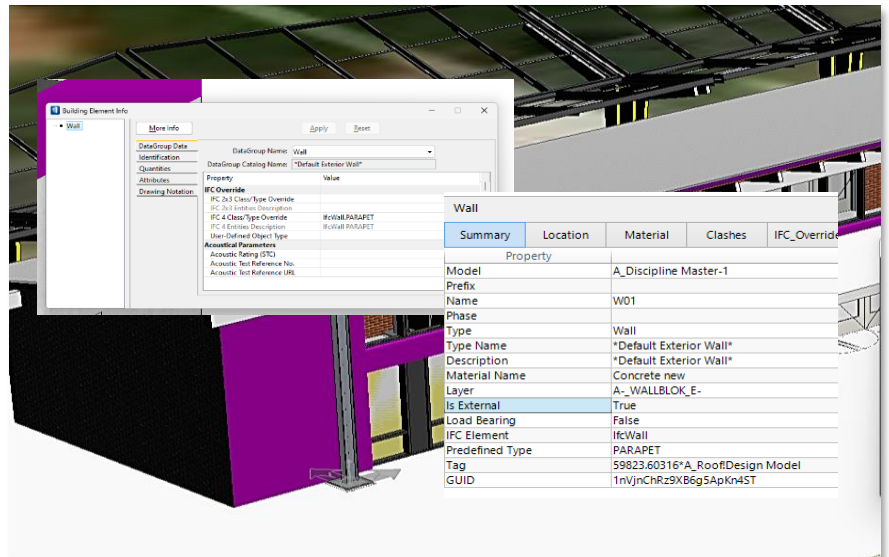 Building Element Info
Wall
More info
Apply
Reset
DataGroup Data
Identification
Quantities
Attributes
Drawing Notation
DataGroup Name: Wall
DataGroup Catalog Name: *Default Exterior Wall*
Property Value
IFC Override
IFC 2x3 Class/Type Override
IFC 2x3 Entities Description
IFC 4 Class/Type Override IfcWall.PARAPET
IFC 4 Entities Description IfcWall PARAPET
User-Defined Object Type
Acoustical Parameters
Acoustic Rating (STC)
Acoustic Test Reference No.
Acoustic Test Reference URL
Wall
Summary Location Material Clashes IFC_Override
Property
Model A_Discipline Master-1
Prefix
Name W01
Phase
Type Wall
Type Name *Default Exterior Wall*
Description *Default Exterior Wall*
Material Name Concrete new
Layer A-_WALLBLOK_E-
Is External True
Load Bearing False
IFC Element IfcWall
Predefined Type PARAPET
Tag 59823.60316*A_Roof!Design Model
GUID 1nVjnChRz9XB6g5ApKn4ST